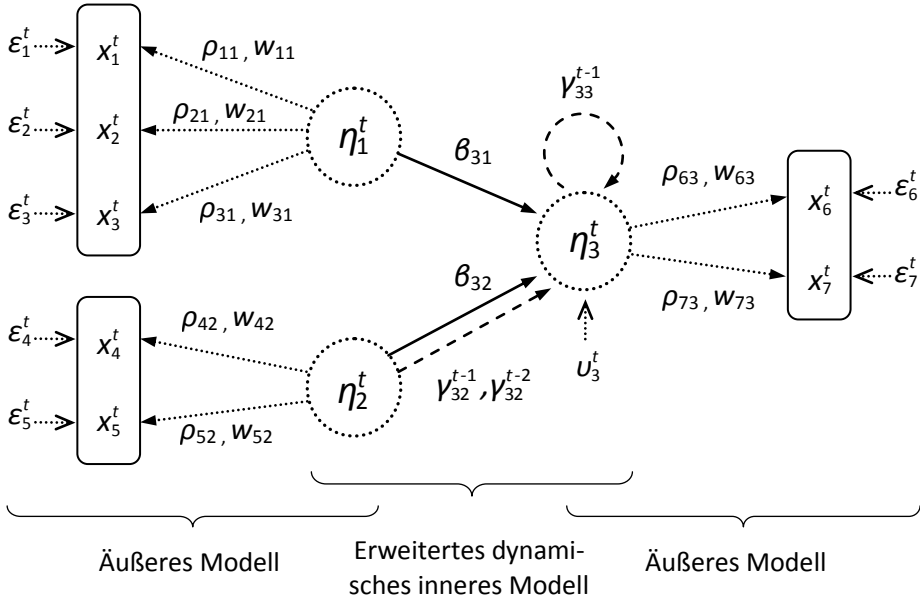 ε₁ᵗ x₁ᵗ ρ₁₁, w₁₁
ε₂ᵗ x₂ᵗ ρ₂₁, w₂₁ η₁ᵗ
ε₃ᵗ x₃ᵗ ρ₃₁, w₃₁
β₃₁
γ₃₃ᵗ⁻¹
η₃ᵗ
ρ₆₃, w₆₃ x₆ᵗ ε₆ᵗ
ρ₇₃, w₇₃ x₇ᵗ ε₇ᵗ
υ₃ᵗ
β₃₂
ε₄ᵗ x₄ᵗ ρ₄₂, w₄₂
ε₅ᵗ x₅ᵗ ρ₅₂, w₅₂ η₂ᵗ
γ₃₂ᵗ⁻¹,γ₃₂ᵗ⁻²
Äußeres Modell
Erweitertes dynami-
sches inneres Modell
Äußeres Modell